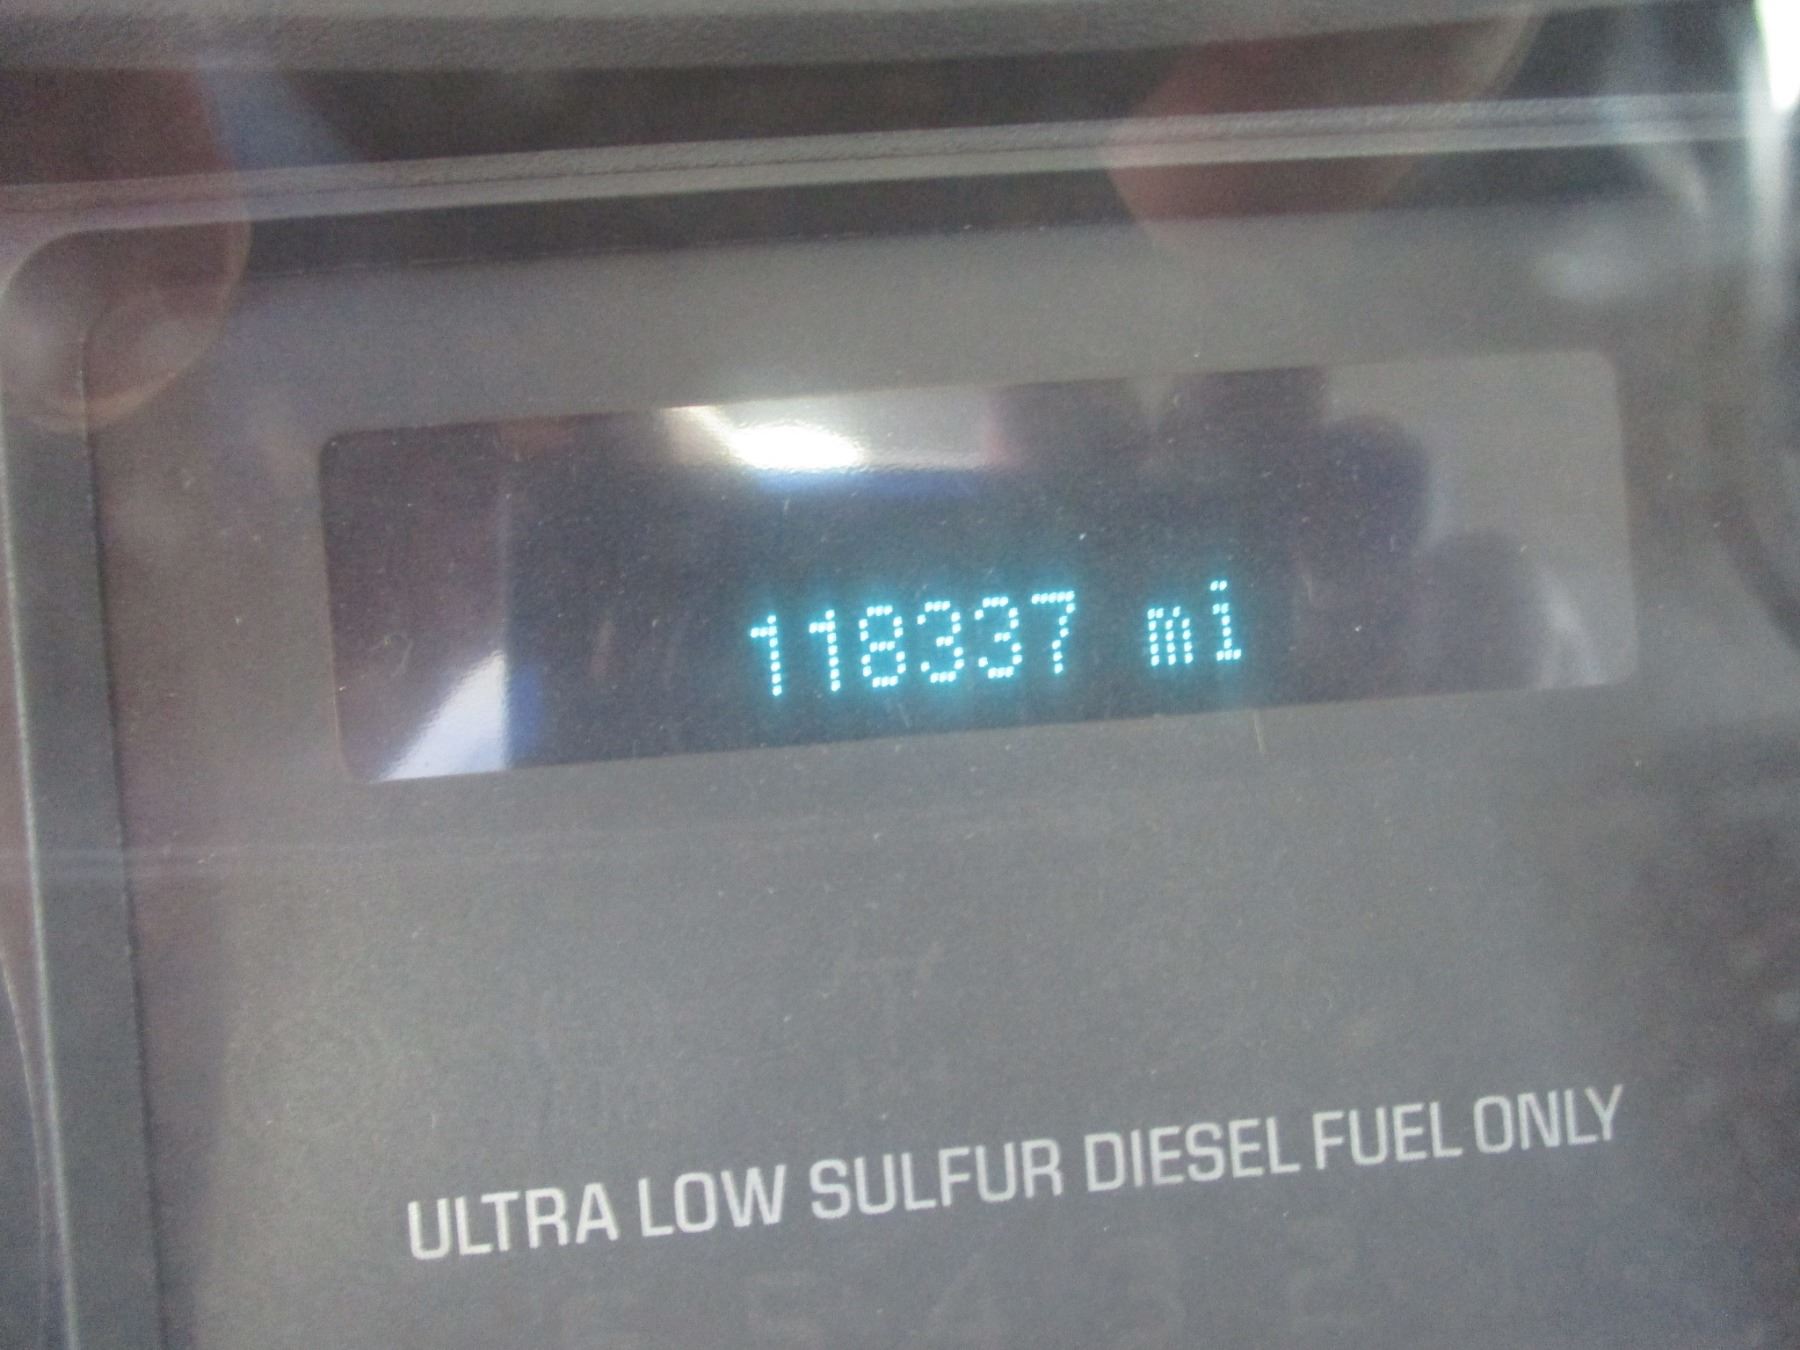 118337 mi
ULTRA LOW SULFUR DIESEL FUEL ONLY